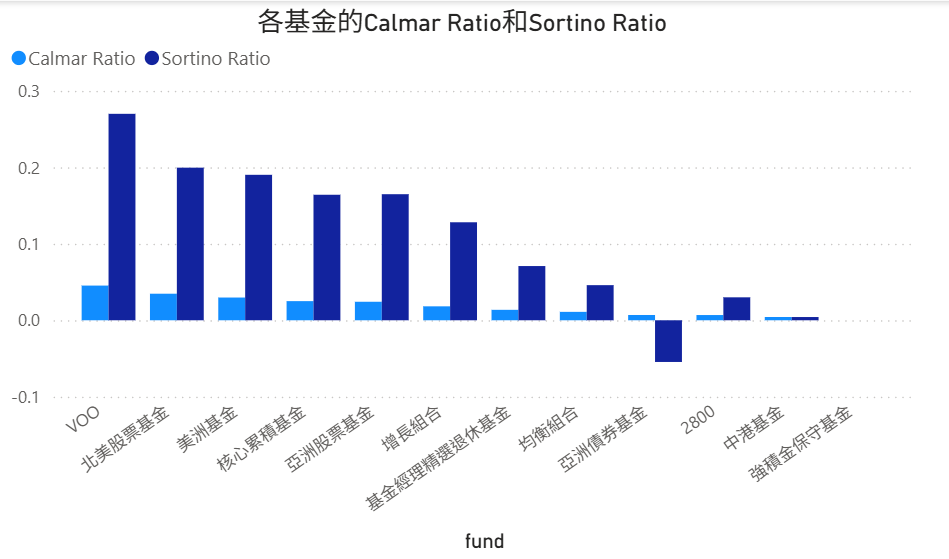 各基金的Calmar Ratio和Sortino Ratio
Calmar Ratio Sortino Ratio
0.3
0.2
0.1
0.0
-0.1
VOO
北美股票基金
美洲基金
核心累積基金
亞洲股票基金
增長組合
基金經理精選退休基金
均衡組合
亞洲債券基金
2800
中港基金
強積金保守基金
fund